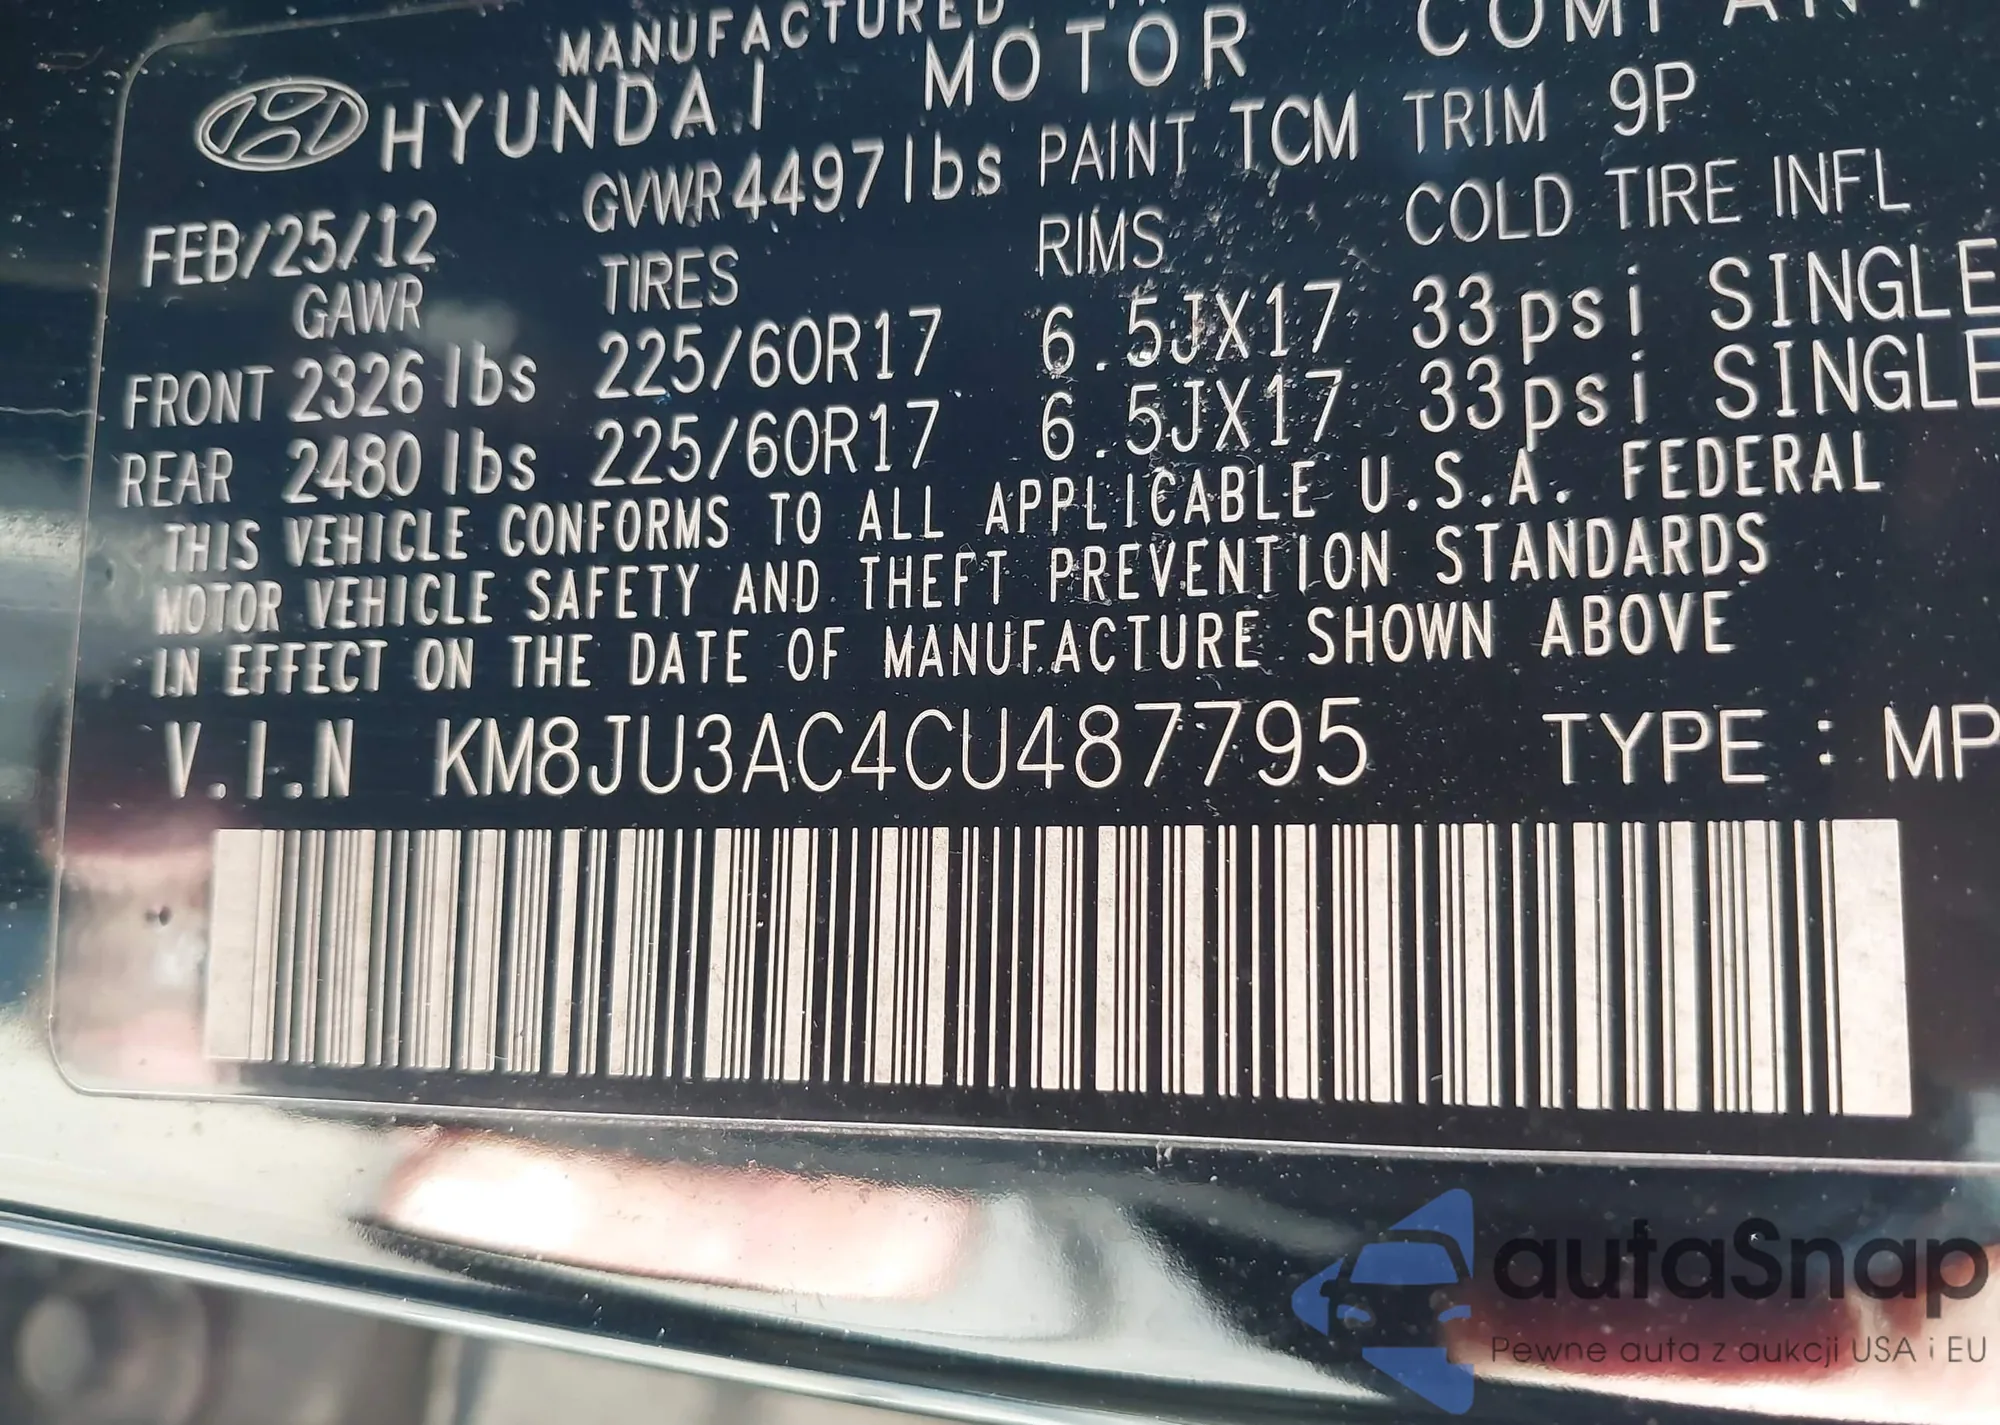 MANUFACTURED
HYUNDAI MOTOR COMPANY
FEB/25/12 GVWR 4497 lbs PAINT TCM TRIM 9P
GAWR TIRES RIMS COLD TIRE INFL
FRONT 2326 lbs 225/60R17 6.5JX17 33psi SINGLE
REAR 2480 lbs 225/60R17 6.5JX17 33psi SINGLE
THIS VEHICLE CONFORMS TO ALL APPLICABLE U.S.A. FEDERAL
MOTOR VEHICLE SAFETY AND THEFT PREVENTION STANDARDS
IN EFFECT ON THE DATE OF MANUFACTURE SHOWN ABOVE
V.I.N KM8JU3AC4CU487795 TYPE : MP
autaSnap
Pewne auta z aukcji USA i EU